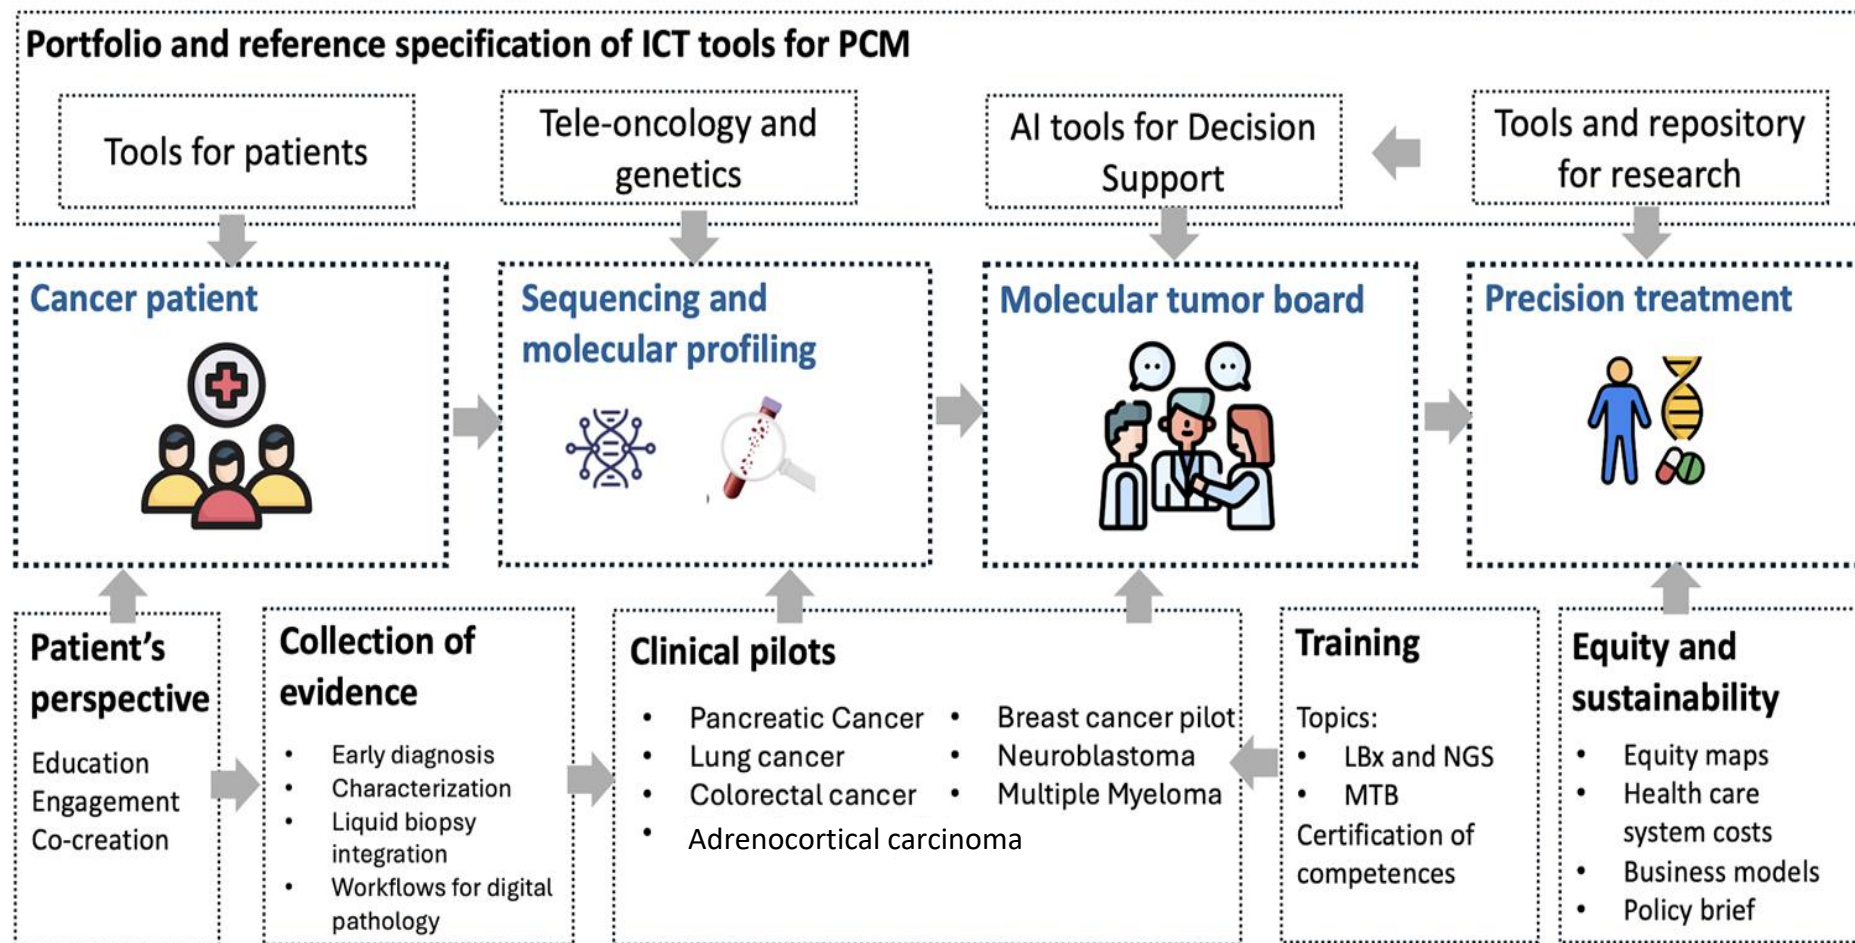 Portfolio and reference specification of ICT tools for PCM
Tools for patients
Tele-oncology and
genetics
AI tools for Decision
Support
Tools and repository
for research
Cancer patient
Sequencing and
molecular profiling
Molecular tumor board
Precision treatment
Patient’s
perspective
Education
Engagement
Co-creation
Collection of
evidence
• Early diagnosis
• Characterization
• Liquid biopsy
integration
• Workflows for digital
pathology
Clinical pilots
• Pancreatic Cancer
• Lung cancer
• Colorectal cancer
• Adrenocortical carcinoma
• Breast cancer pilot
• Neuroblastoma
• Multiple Myeloma
Training
Topics:
• LBx and NGS
• MTB
Certification of
competences
Equity and
sustainability
• Equity maps
• Health care
system costs
• Business models
• Policy brief